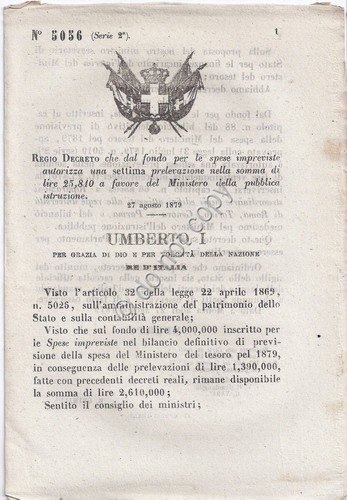 N° 5056 (Serie 2ª). 1
REGIO DECRETO che dal fondo per le spese impreviste
autorizza una settima prelevazione nella somma di
lire 25,810 a favore del Ministero della pubblica
istruzione.
27 agosto 1879
UMBERTO I
PER GRAZIA DI DIO E PER VOLONTÀ DELLA NAZIONE
RE D'ITALIA
Visto l'articolo 32 della legge 22 aprile 1869,
n. 5026, sull'amministrazione del patrimonio dello
Stato e sulla contabilità generale;
Visto che sul fondo di lire 4,000,000 inscritto per
le Spese impreviste nel bilancio definitivo di previ-
sione della spesa del Ministero del tesoro pel 1879,
in conseguenza delle prelevazioni di lire 1,390,000,
fatte con precedenti decreti reali, rimane disponibile
la somma di lire 2,610,000;
Sentito il consiglio dei ministri;
do not copy